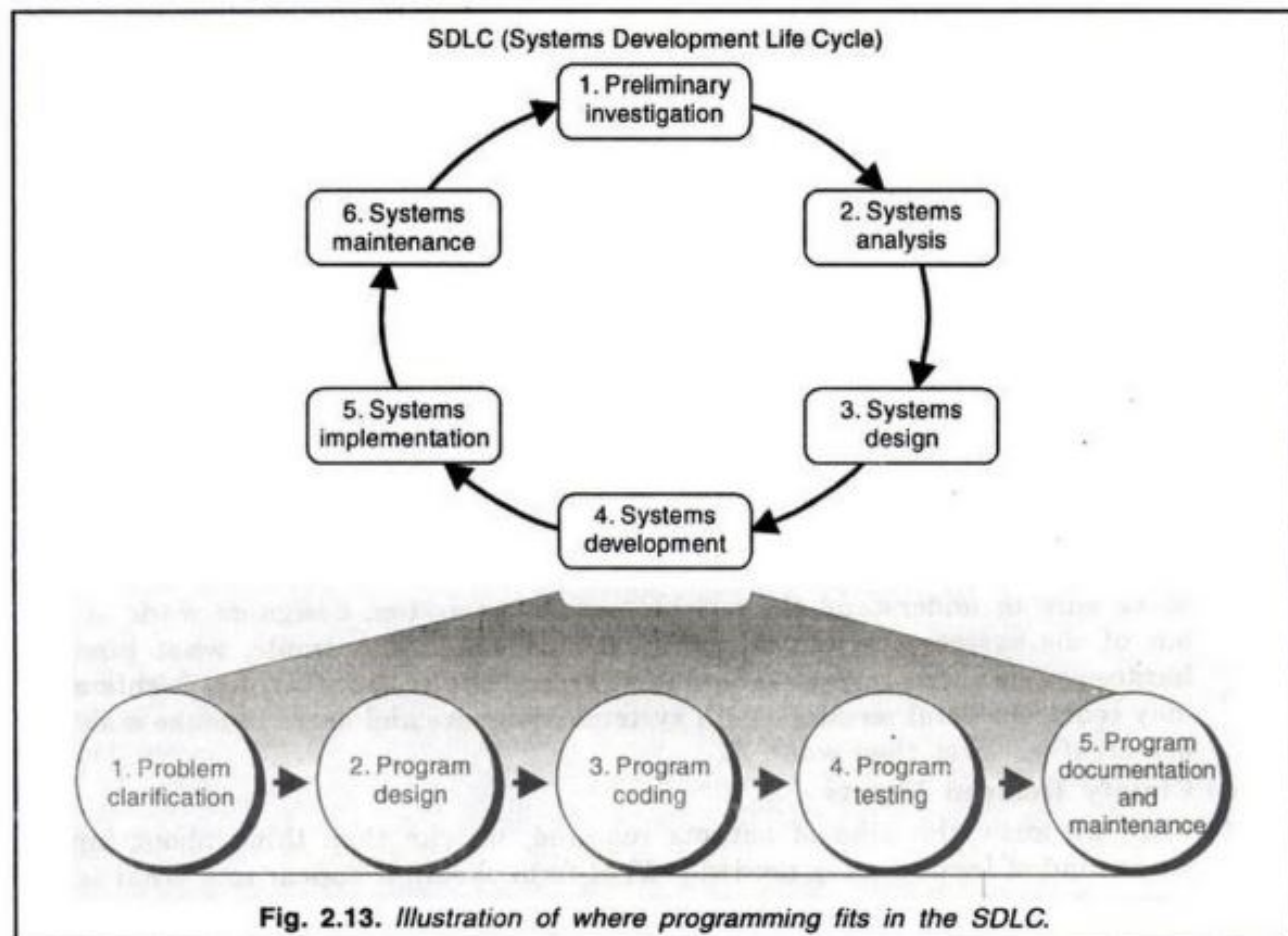 SDLC (Systems Development Life Cycle)
1. Preliminary
investigation
2. Systems
analysis
3. Systems
design
4. Systems
development
5. Systems
implementation
6. Systems
maintenance
1. Problem
clarification
2. Program
design
3. Program
coding
4. Program
testing
5. Program
documentation
and
maintenance
Fig. 2.13. Illustration of where programming fits in the SDLC.